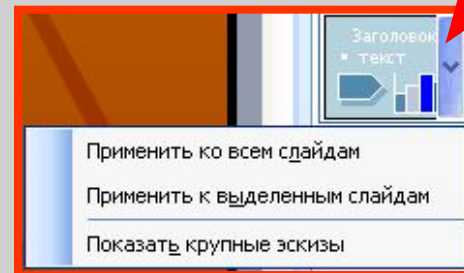 Заголовок
▪ текст
Применить ко всем слайдам
Применить к выделенным слайдам
Показать крупные эскизы